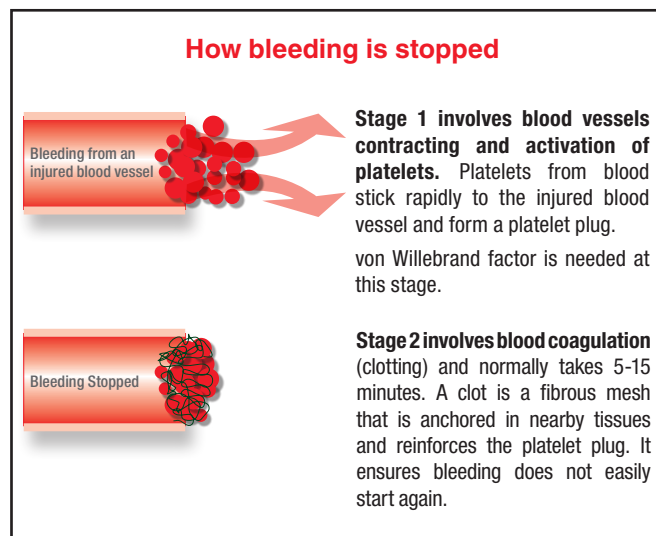 How bleeding is stopped
Bleeding from an
injured blood vessel
Stage 1 involves blood vessels
contracting and activation of
platelets. Platelets from blood
stick rapidly to the injured blood
vessel and form a platelet plug.
von Willebrand factor is needed at
this stage.
Bleeding Stopped
Stage 2 involves blood coagulation
(clotting) and normally takes 5-15
minutes. A clot is a fibrous mesh
that is anchored in nearby tissues
and reinforces the platelet plug. It
ensures bleeding does not easily
start again.